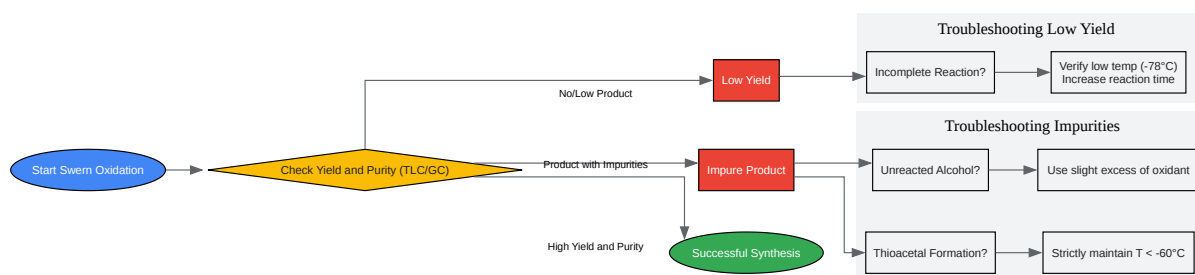 Troubleshooting Low Yield
Low Yield
Incomplete Reaction?
Verify low temp (-78°C)
Increase reaction time
No/Low Product
Troubleshooting Impurities
Start Swern Oxidation
Check Yield and Purity (TLC/GC)
Product with Impurities
Impure Product
Unreacted Alcohol?
Use slight excess of oxidant
High Yield and Purity
Successful Synthesis
Thioacetal Formation?
Strictly maintain T < -60°C